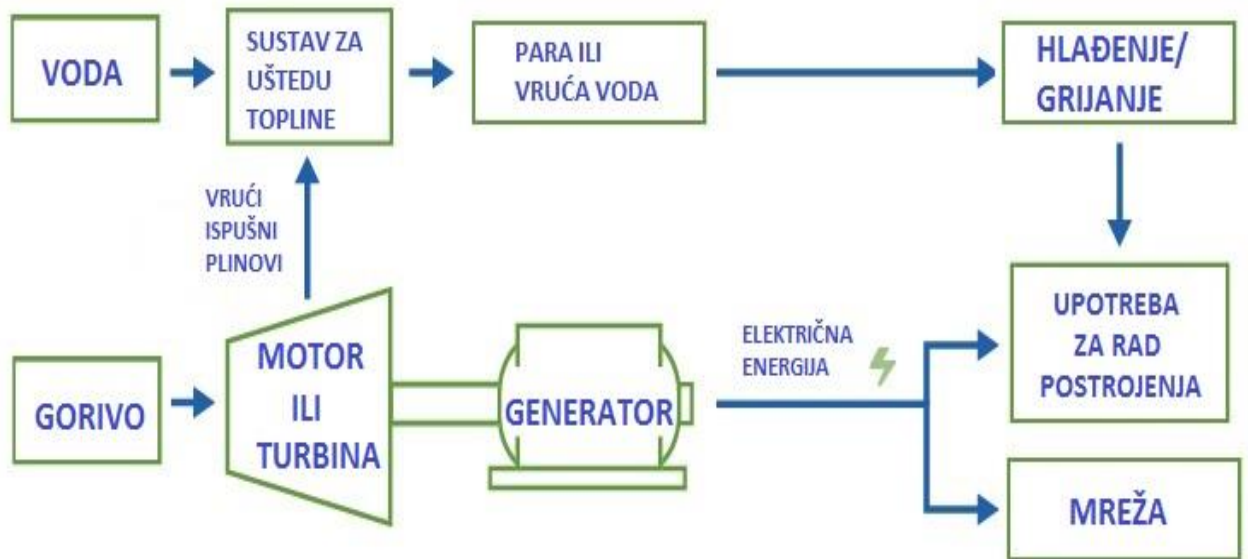 VODA
SUSTAV ZA
UŠTEDU
TOPLINE
PARA ILI
VRUĆA VODA
HLAĐENJE/
GRIJANJE
VRUĆI
ISPUŠNI
PLINOVI
GORIVO
MOTOR
ILI
TURBINA
GENERATOR
ELEKTRIČNA
ENERGIJA
UPOTREBA
ZA RAD
POSTROJENJA
MREŽA